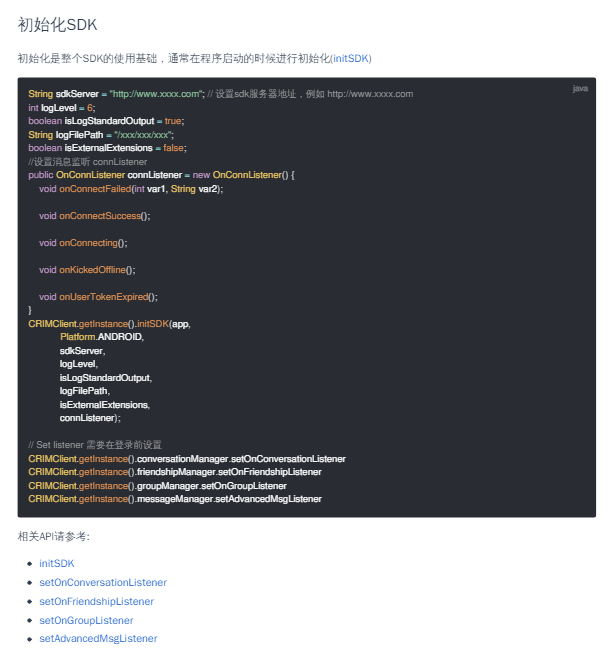 初始化SDK
初始化是整个SDK的使用基础，通常在程序启动的时候进行初始化(initSDK)
java
String sdkServer = "http://www.xxxx.com"; // 设置sdk服务器地址，例如 http://www.xxxx.com
int logLevel = 6;
boolean isLogStandardOutput = true;
String logFilePath = "/xxx/xxx/xxx";
boolean isExternalExtensions = false;
//设置消息监听 connListener
public OnConnListener connListener = new OnConnListener() {
void onConnectFailed(int var1, String var2);
void onConnectSuccess();
void onConnecting();
void onKickedOffline();
void onUserTokenExpired();
}
CRIMClient.getInstance().initSDK(app,
Platform.ANDROID,
sdkServer,
logLevel,
isLogStandardOutput,
logFilePath,
isExternalExtensions,
connListener);
// Set listener 需要在登录前设置
CRIMClient.getInstance().conversationManager.setOnConversationListener
CRIMClient.getInstance().friendshipManager.setOnFriendshipListener
CRIMClient.getInstance().groupManager.setOnGroupListener
CRIMClient.getInstance().messageManager.setAdvancedMsgListener
相关API请参考:
initSDK
setOnConversationListener
setOnFriendshipListener
setOnGroupListener
setAdvancedMsgListener